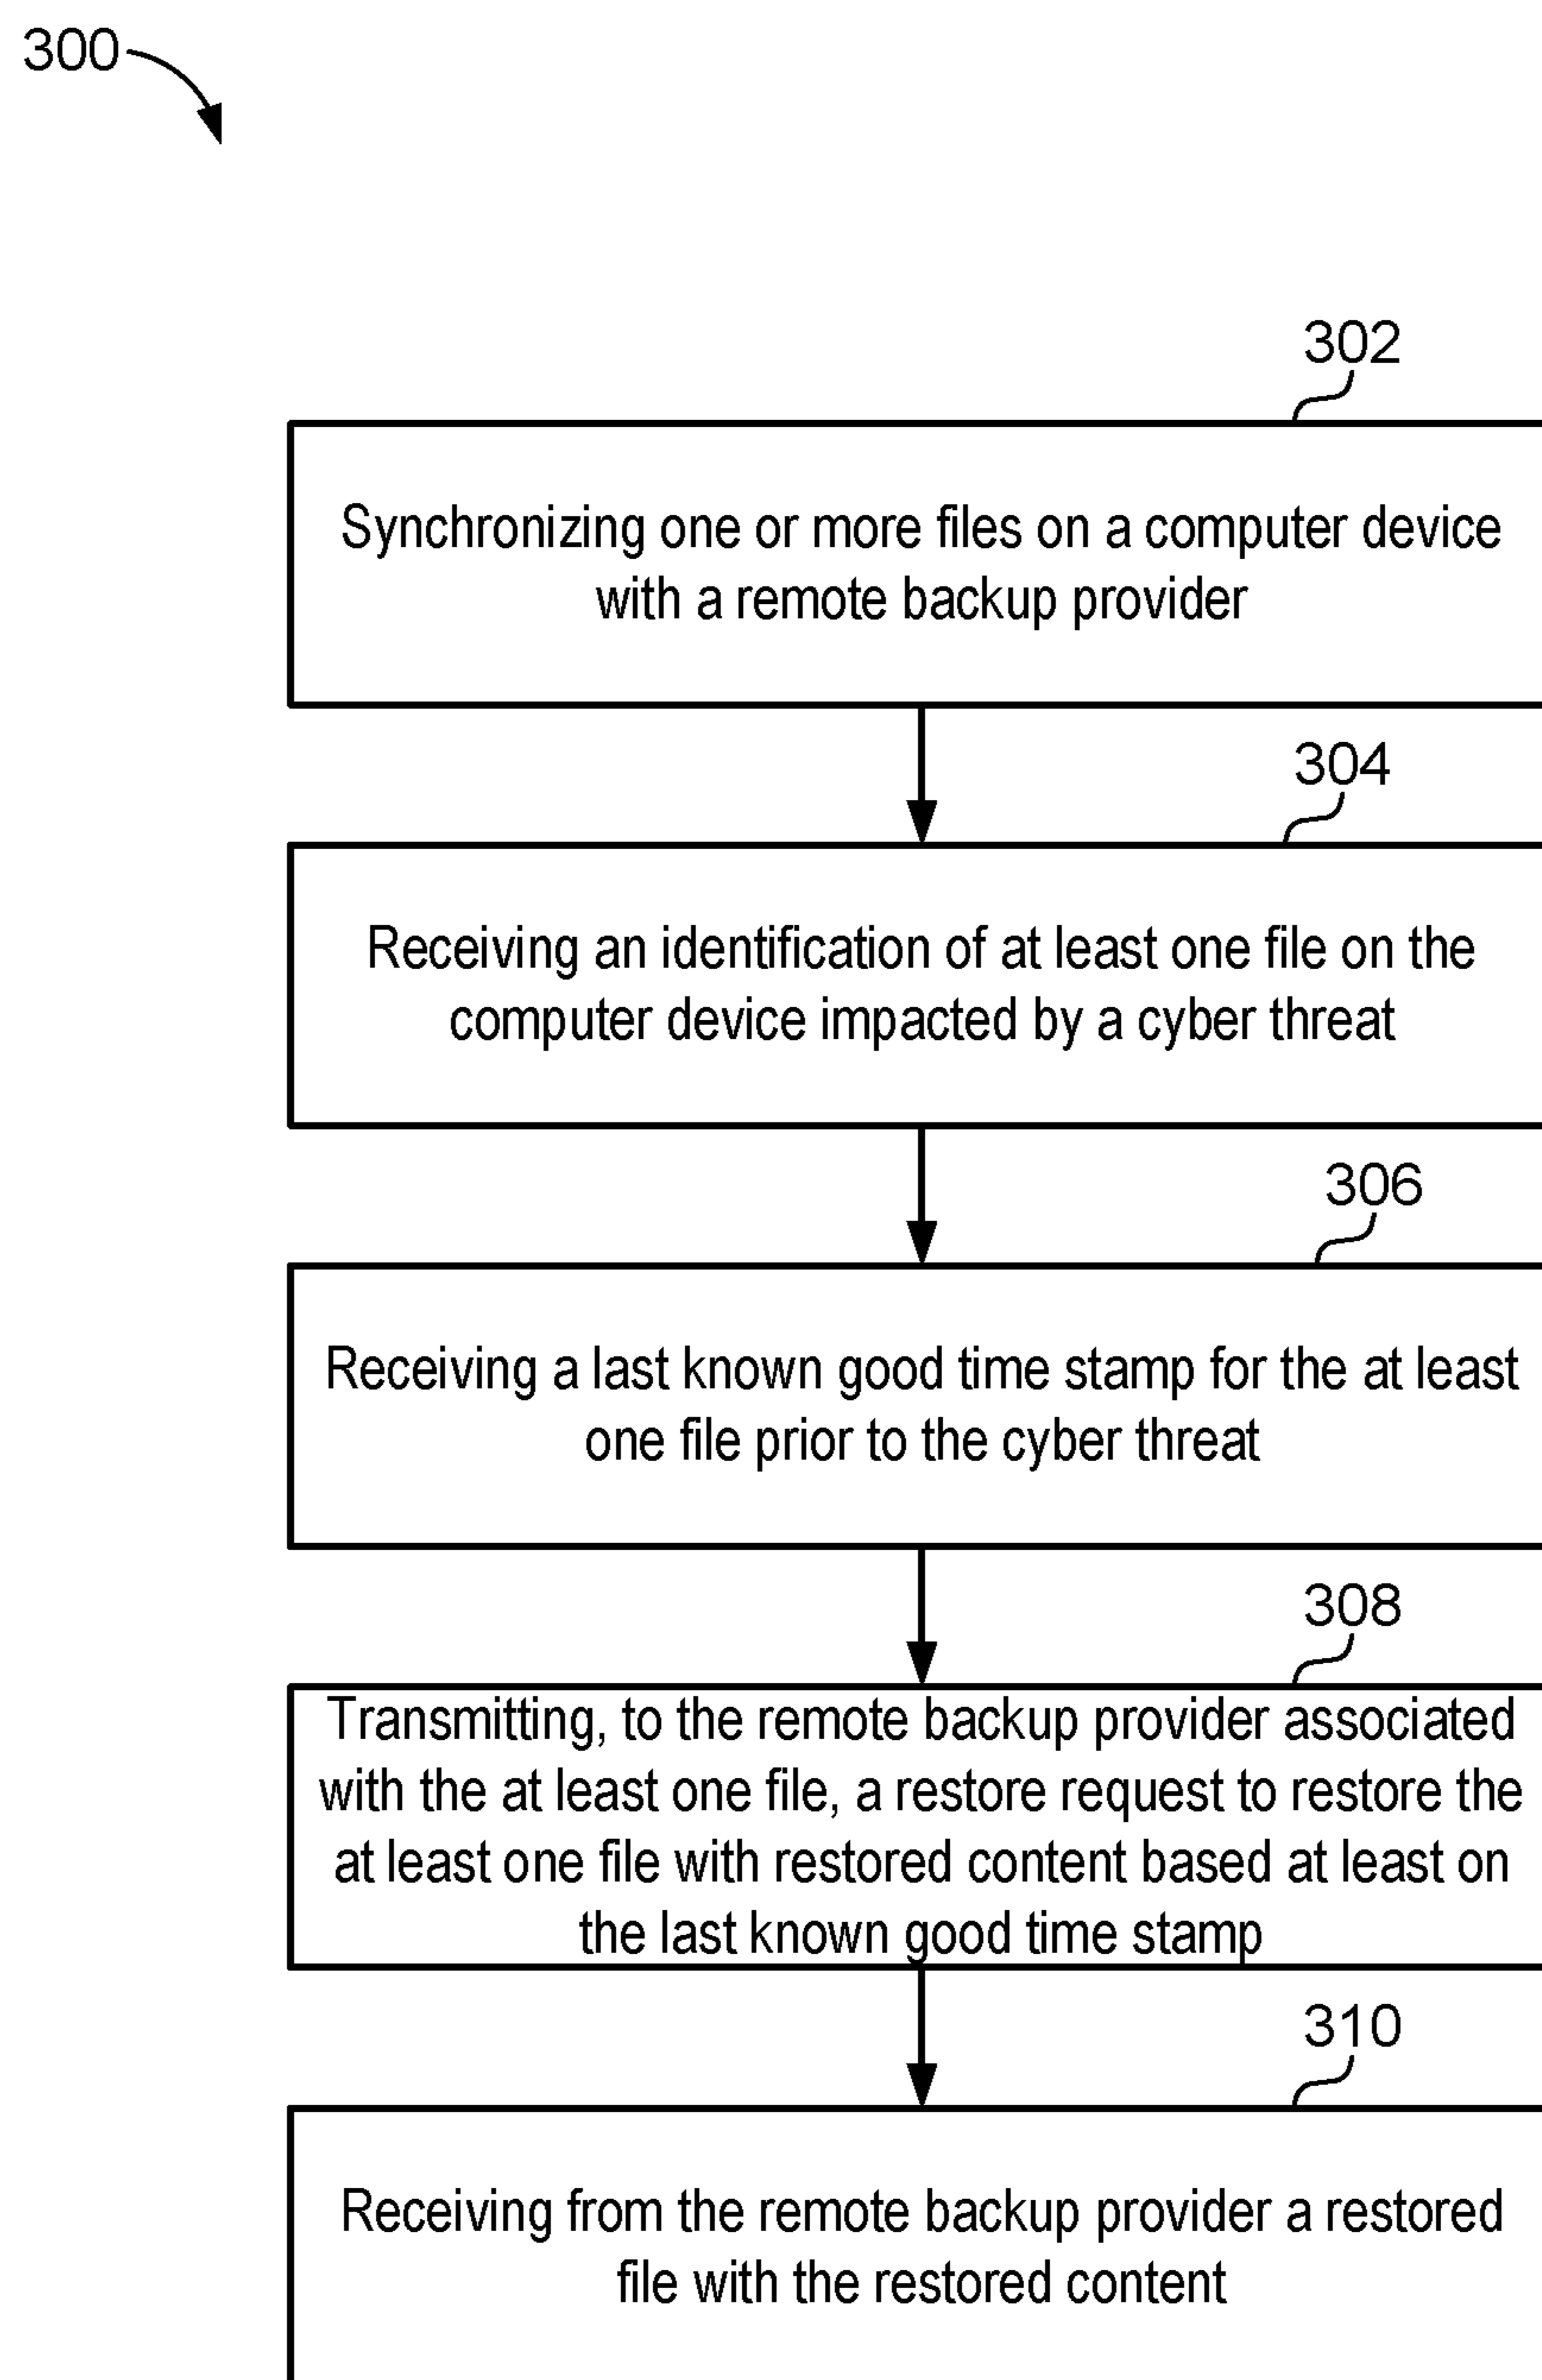 300
302
Synchronizing one or more files on a computer device
with a remote backup provider
304
Receiving an identification of at least one file on the
computer device impacted by a cyber threat
306
Receiving a last known good time stamp for the at least
one file prior to the cyber threat
308
Transmitting, to the remote backup provider associated
with the at least one file, a restore request to restore the
at least one file with restored content based at least on
the last known good time stamp
310
Receiving from the remote backup provider a restored
file with the restored content